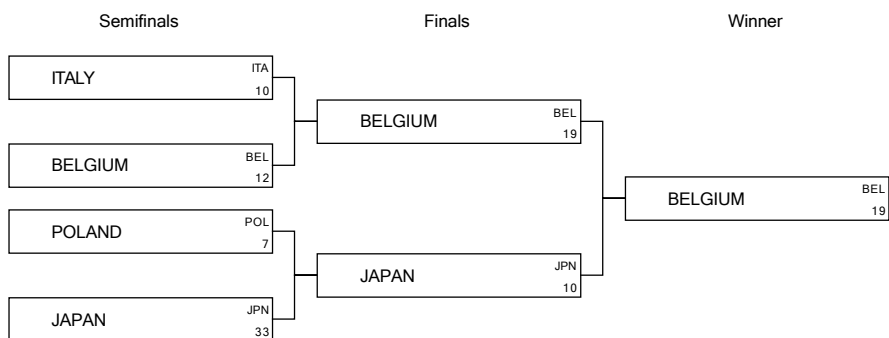 Semifinals Finals Winner
ITALY ITA
10
BELGIUM BEL
12
POLAND POL
7
JAPAN JPN
33
BELGIUM BEL
19
JAPAN JPN
10
BELGIUM BEL
19